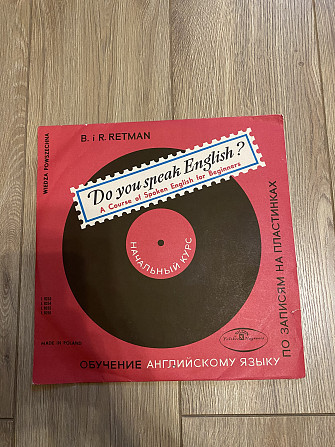 B. i R. RETMAN
WIEDZA POWSZECHNA
Do you speak English?
A Course of Spoken English for Beginners
НАЧАЛЬНЫЙ КУРС
ПО ЗАПИСЯМ НА ПЛАСТИНКАХ
MADE IN POLAND
ОБУЧЕНИЕ АНГЛИЙСКОМУ ЯЗЫКУ